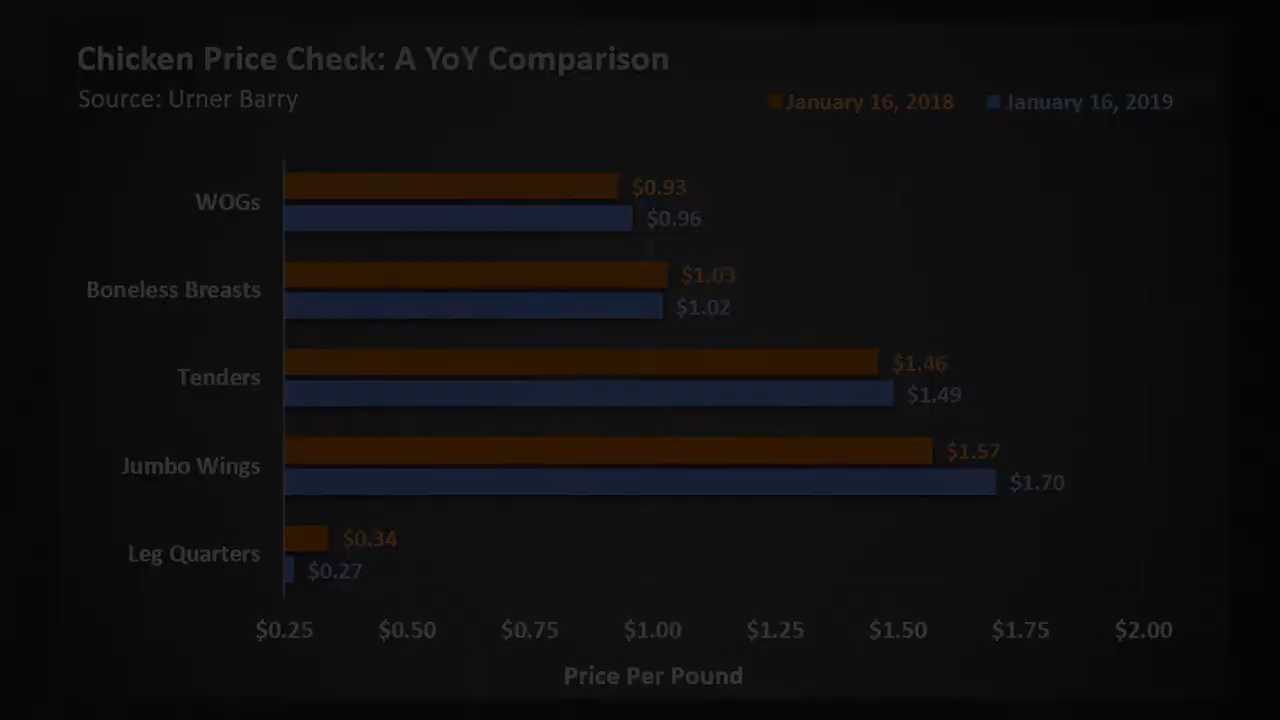 Chicken Price Check: A YoY Comparison
Source: Urner Barry
January 16, 2018 January 16, 2019
WOGs
$0.93
$0.96
Boneless Breasts
$1.03
$1.02
Tenders
$1.46
$1.49
Jumbo Wings
$1.57
$1.70
Leg Quarters
$0.34
$0.27
$0.25 $0.50 $0.75 $1.00 $1.25 $1.50 $1.75 $2.00
Price Per Pound